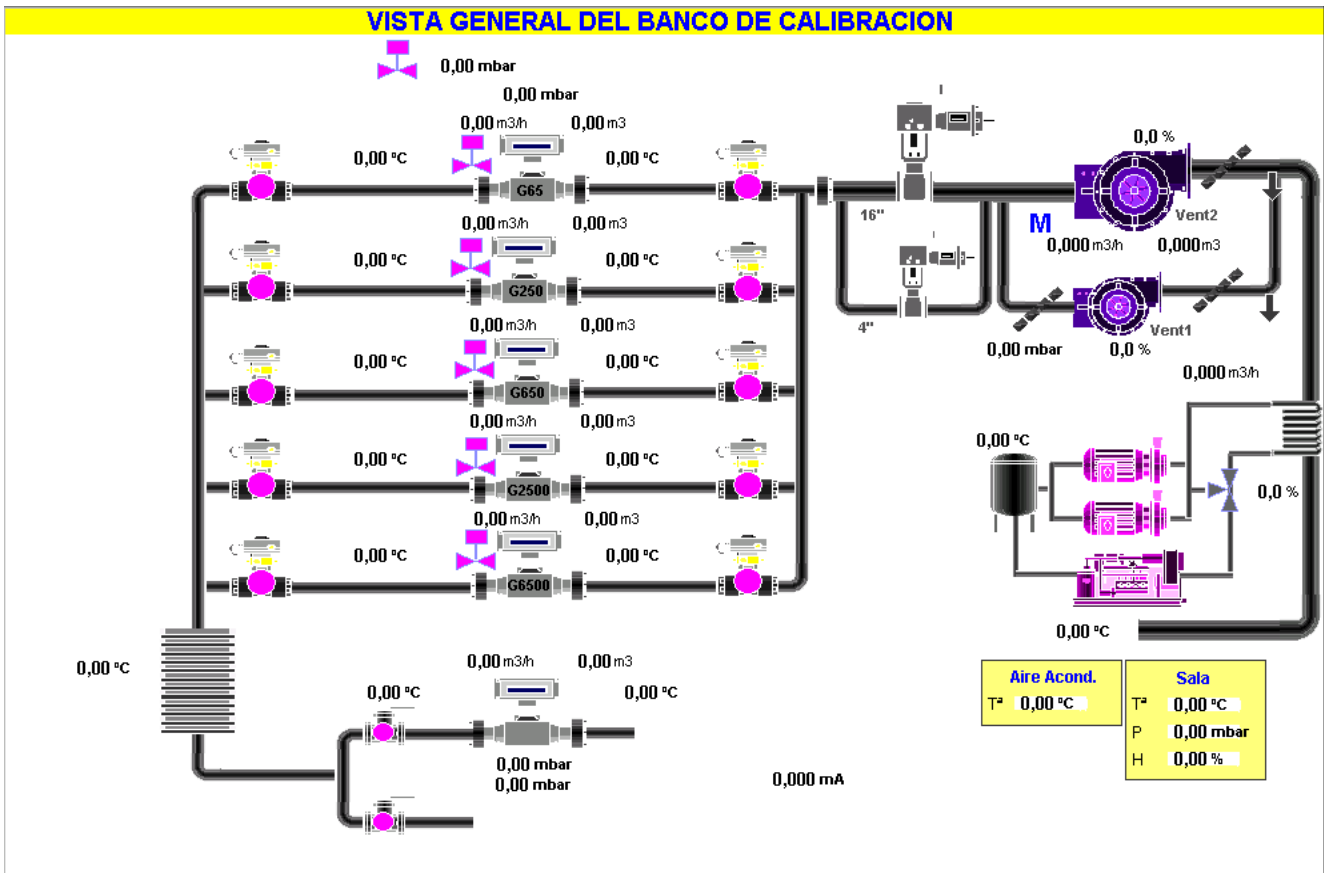 VISTA GENERAL DEL BANCO DE CALIBRACION
0,00 mbar
0,00 mbar
0,00 m3/h 0,00 m3
0,0 %
0,00 ºC 0,00 ºC
G65
16"
Vent2
0,00 m3/h 0,00 m3
M
0,000 m3/h 0,000 m3
0,00 ºC 0,00 ºC
G250
4"
Vent1
0,00 m3/h 0,00 m3
0,00 mbar 0,0 %
0,00 ºC 0,00 ºC
0,000 m3/h
G650
0,00 m3/h 0,00 m3
0,00 ºC
0,00 ºC 0,00 ºC
G2500
0,0 %
0,00 m3/h 0,00 m3
0,00 ºC 0,00 ºC
G6500
0,00 ºC
0,00 ºC
0,00 m3/h 0,00 m3
0,00 ºC 0,00 ºC
Aire Acond.
Tª 0,00 ºC
Sala
Tª 0,00 ºC
P 0,00 mbar
H 0,00 %
0,00 mbar
0,00 mbar
0,000 mA